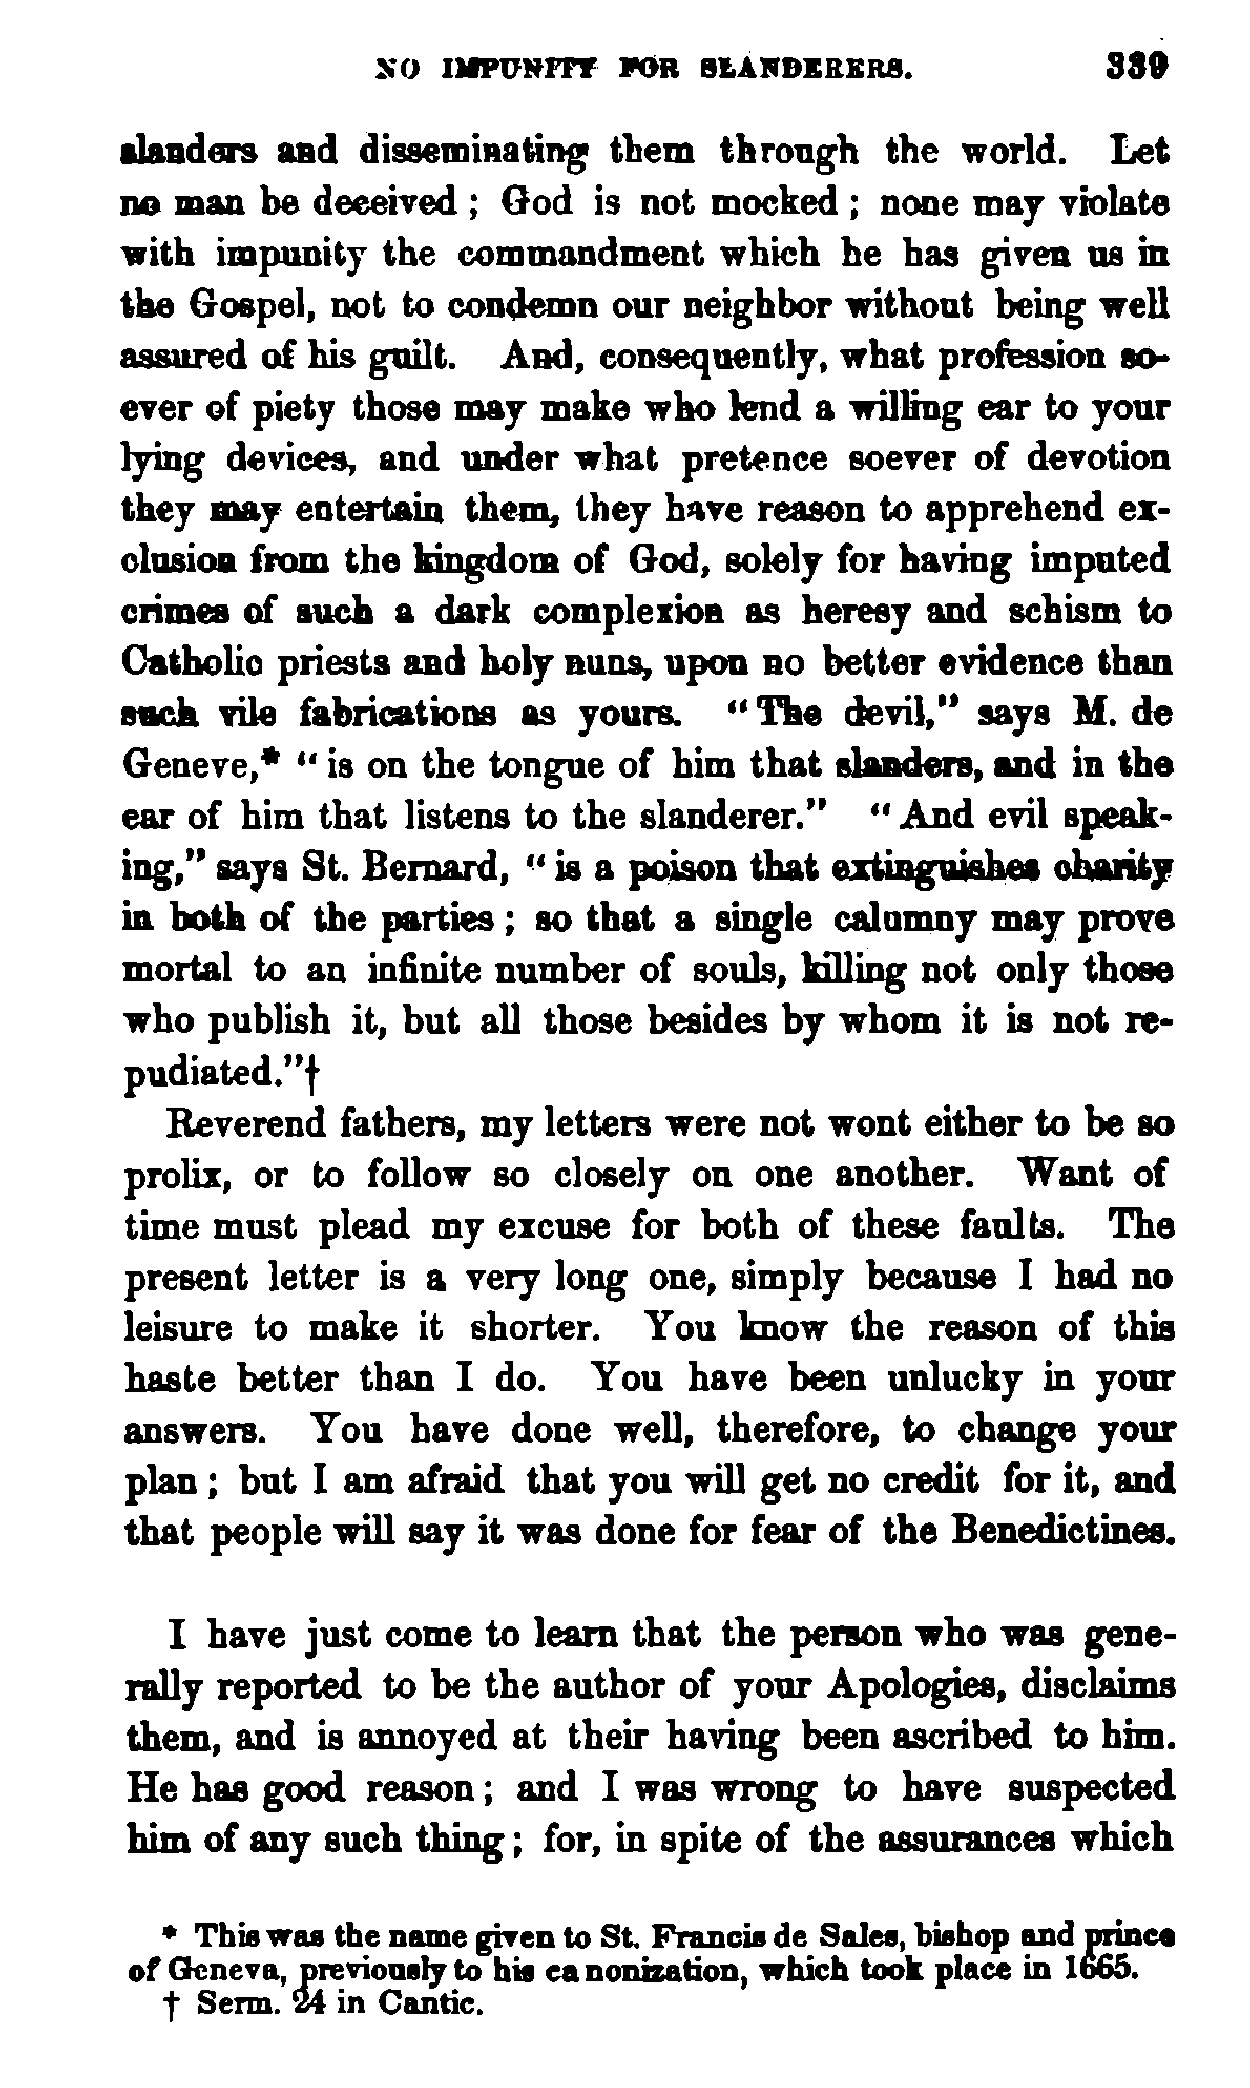 NO IMPUNITY FOR SLANDERERS. 339
slanders and disseminating them through the world. Let
no man be deceived ; God is not mocked ; none may violate
with impunity the commandment which he has given us in
the Gospel, not to condemn our neighbor without being well
assured of his guilt. And, consequently, what profession so-
ever of piety those may make who lend a willing ear to your
lying devices, and under what pretence soever of devotion
they may entertain them, they have reason to apprehend ex-
clusion from the kingdom of God, solely for having imputed
crimes of such a dark complexion as heresy and schism to
Catholic priests and holy nuns, upon no better evidence than
such vile fabrications as yours. “The devil,” says M. de
Geneve,* “is on the tongue of him that slanders, and in the
ear of him that listens to the slanderer.” “And evil speak-
ing,” says St. Bernard, “is a poison that extinguishes charity
in both of the parties ; so that a single calumny may prove
mortal to an infinite number of souls, killing not only those
who publish it, but all those besides by whom it is not re-
pudiated.”†
Reverend fathers, my letters were not wont either to be so
prolix, or to follow so closely on one another. Want of
time must plead my excuse for both of these faults. The
present letter is a very long one, simply because I had no
leisure to make it shorter. You know the reason of this
haste better than I do. You have been unlucky in your
answers. You have done well, therefore, to change your
plan ; but I am afraid that you will get no credit for it, and
that people will say it was done for fear of the Benedictines.
I have just come to learn that the person who was gene-
rally reported to be the author of your Apologies, disclaims
them, and is annoyed at their having been ascribed to him.
He has good reason ; and I was wrong to have suspected
him of any such thing ; for, in spite of the assurances which
* This was the name given to St. Francis de Sales, bishop and prince
of Geneva, previously to his canonization, which took place in 1665.
† Serm. 24 in Cantic.